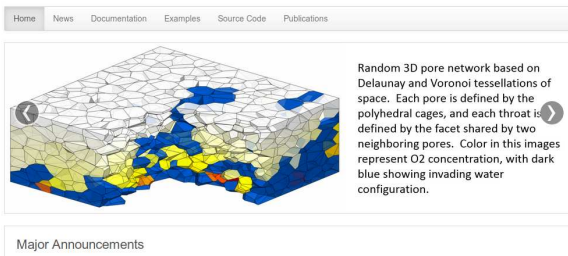 Home News Documentation Examples Source Code Publications
Random 3D pore network based on
Delaunay and Voronoi tessellations of
space. Each pore is defined by the
polyhedral cages, and each throat is
defined by the facet shared by two
neighboring pores. Color in this images
represent O2 concentration, with dark
blue showing invading water
configuration.
Major Announcements